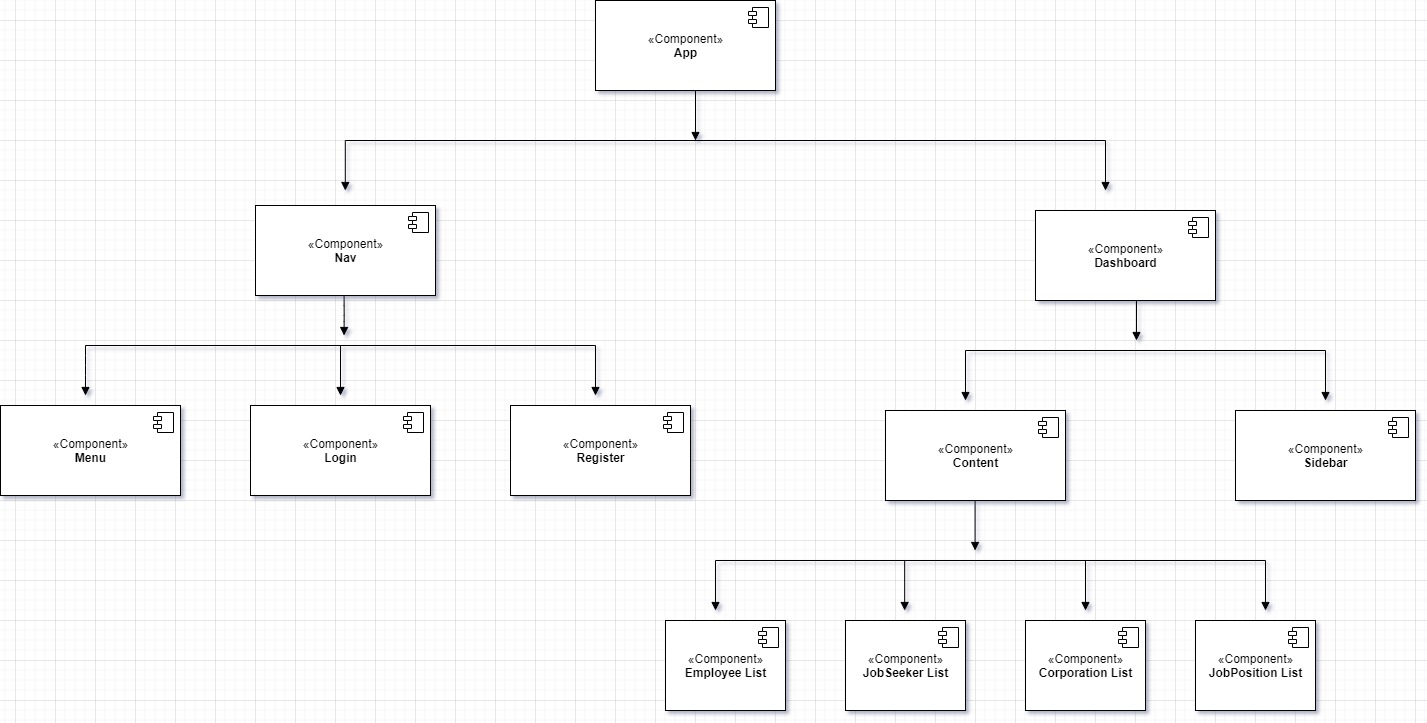 «Component»
App
«Component»
Nav
«Component»
Dashboard
«Component»
Menu
«Component»
Login
«Component»
Register
«Component»
Content
«Component»
Sidebar
«Component»
Employee List
«Component»
JobSeeker List
«Component»
Corporation List
«Component»
JobPosition List